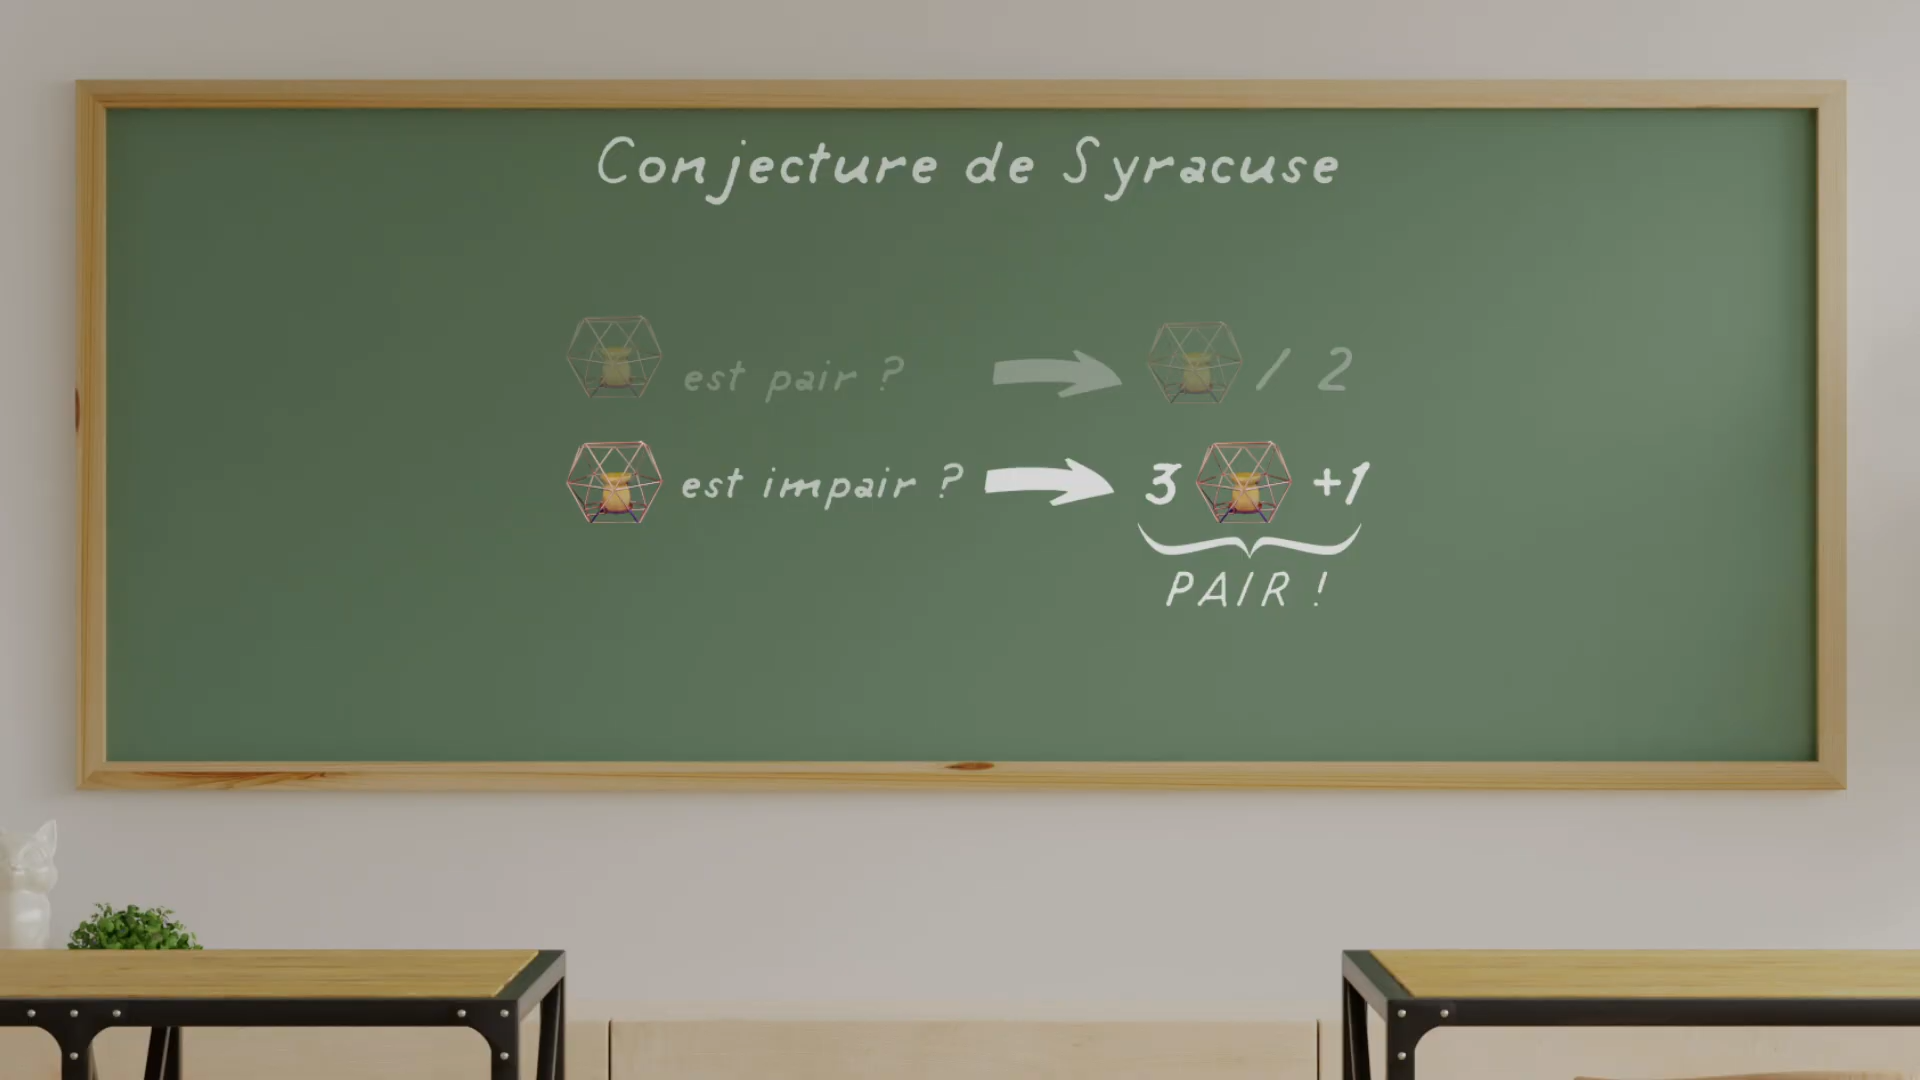 Conjecture de Syracuse
est pair ? / 2
est impair ? 3 +1
PAIR !